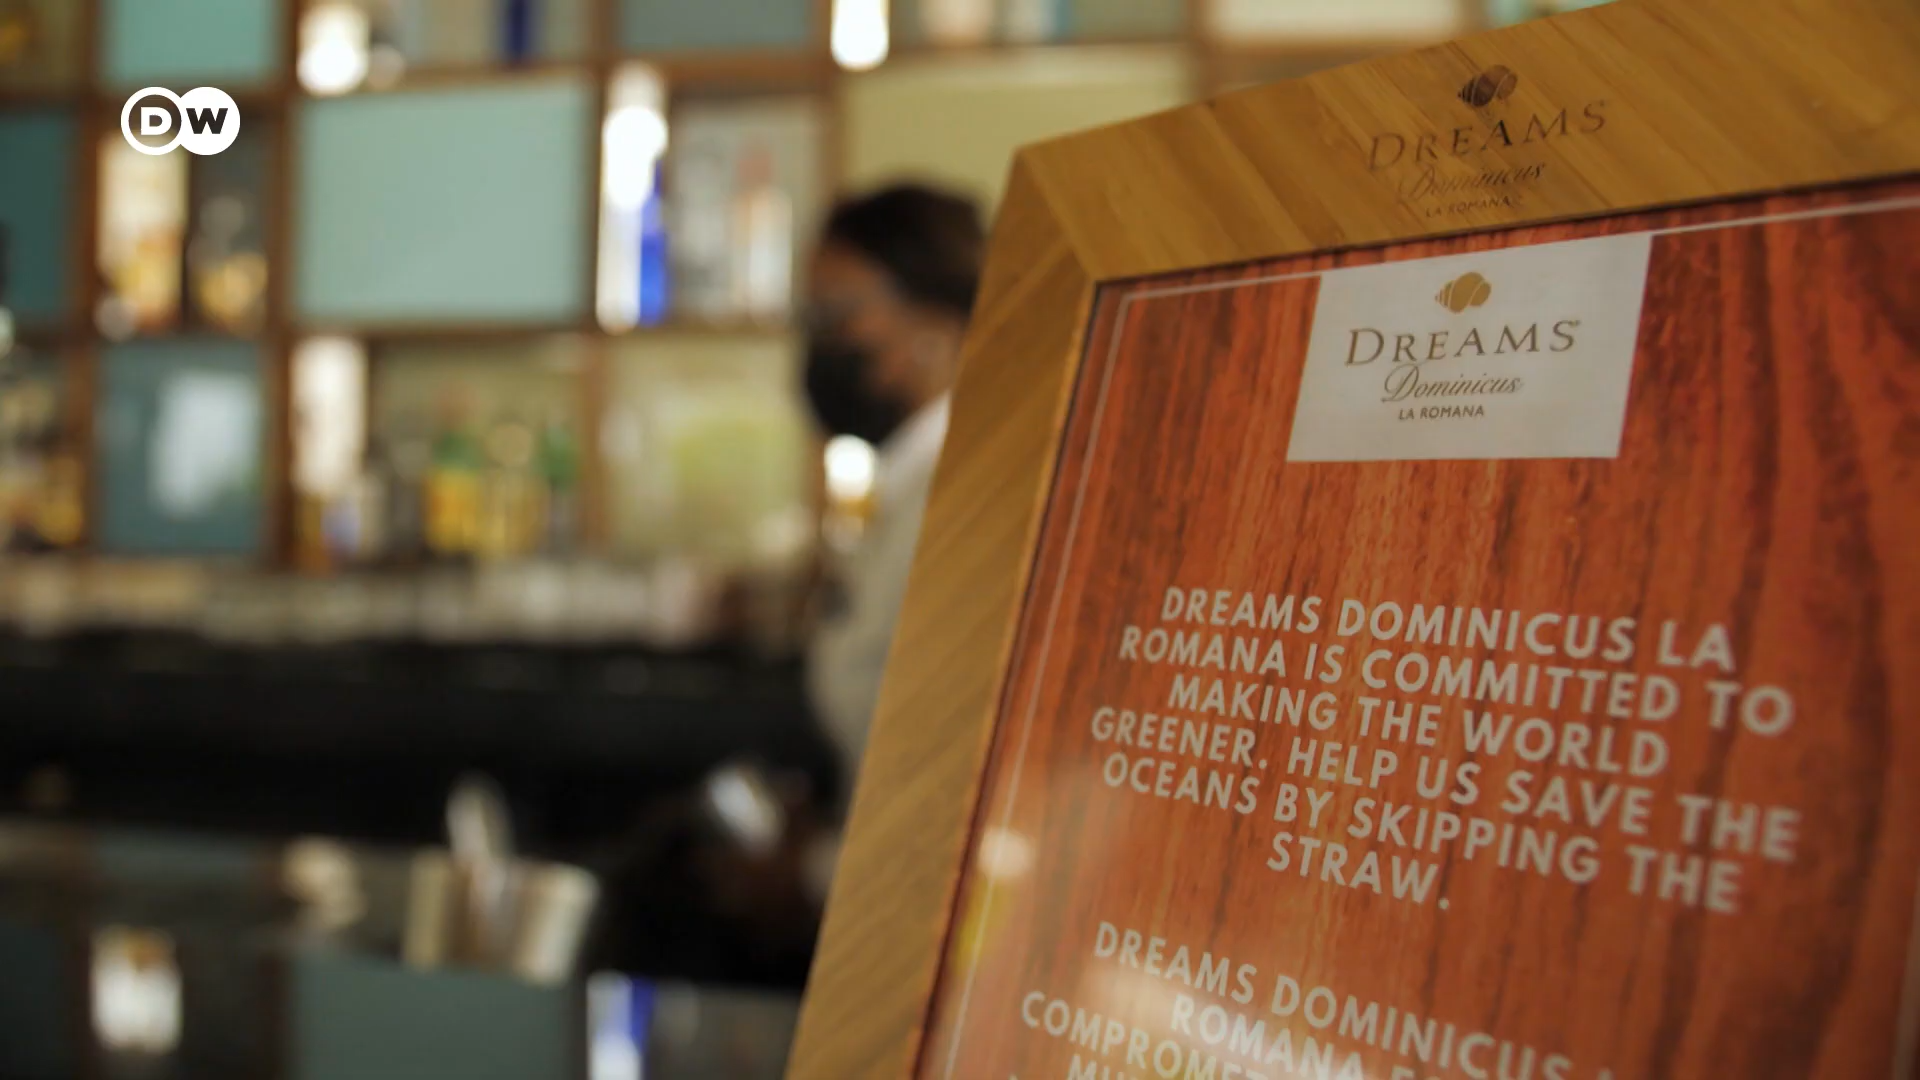 DW
DREAMS
Dominicus
LA ROMANA
DREAMS
Dominicus
LA ROMANA
DREAMS DOMINICUS LA
ROMANA IS COMMITTED TO
MAKING THE WORLD
GREENER. HELP US SAVE THE
OCEANS BY SKIPPING THE
STRAW.
DREAMS DOMINICUS
ROMANA